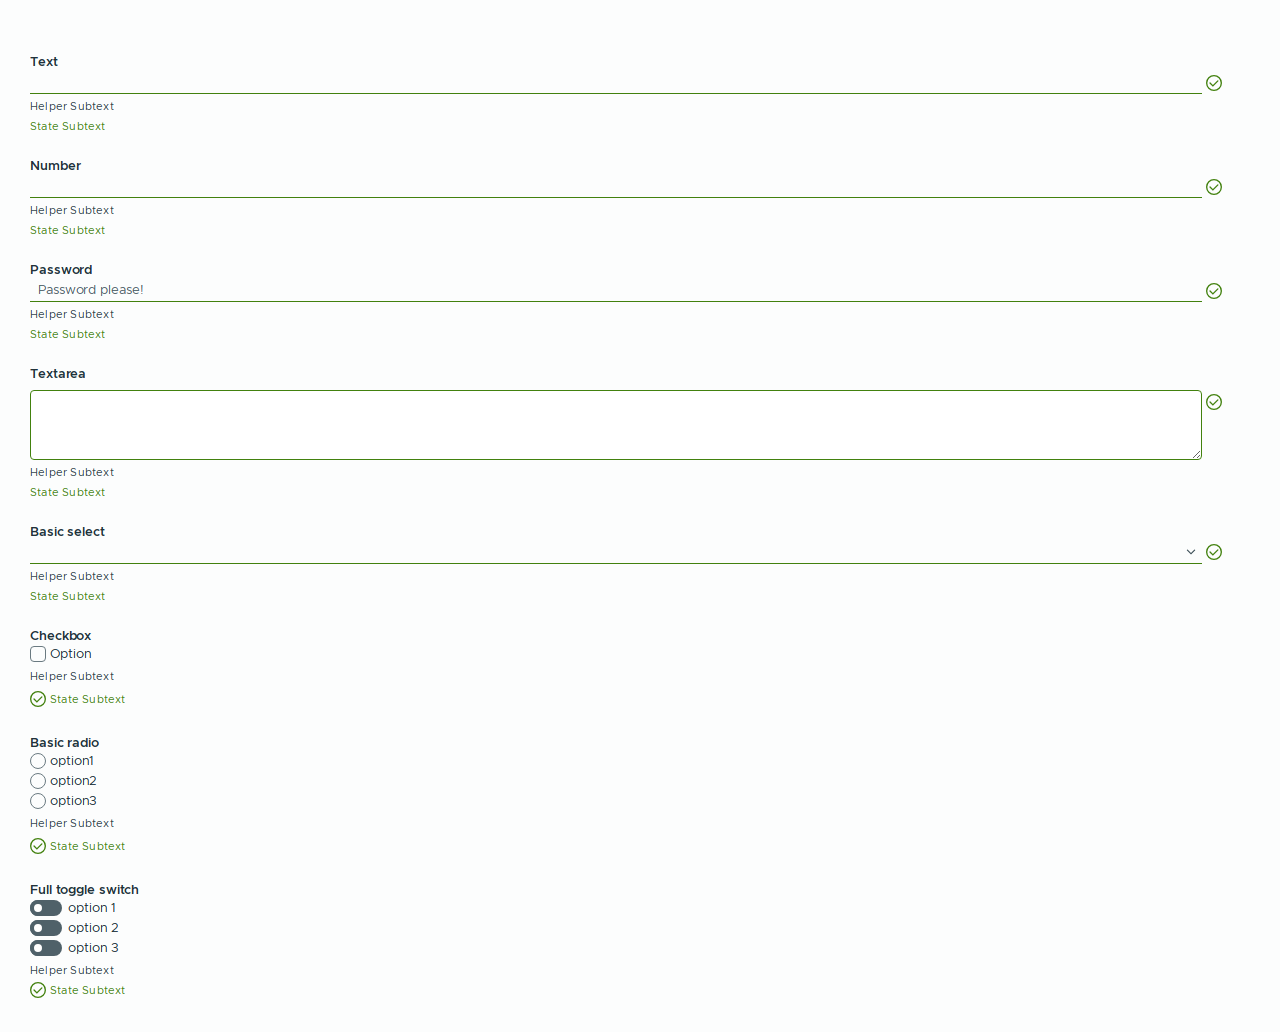 Text
Helper Subtext
State Subtext
Number
Helper Subtext
State Subtext
Password
Password please!
Helper Subtext
State Subtext
Textarea
Helper Subtext
State Subtext
Basic select
Helper Subtext
State Subtext
Checkbox
Option
Helper Subtext
State Subtext
Basic radio
option1
option2
option3
Helper Subtext
State Subtext
Full toggle switch
option 1
option 2
option 3
Helper Subtext
State Subtext